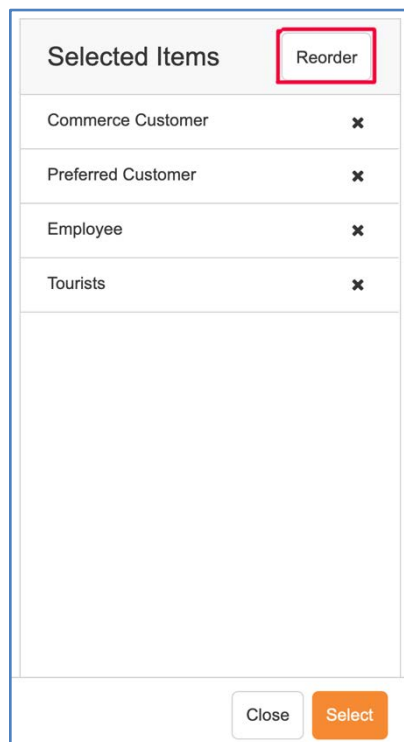 Selected Items Reorder
Commerce Customer
Preferred Customer
Employee
Tourists
Close Select